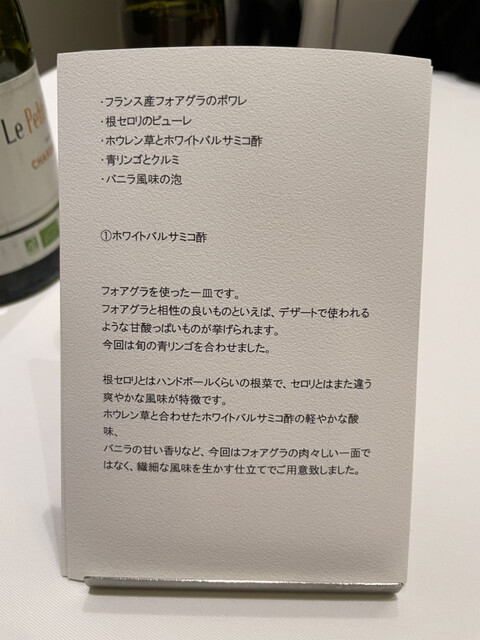 ・フランス産フォアグラのポワレ
・根セロリのピューレ
・ホウレン草とホワイトバルサミコ酢
・青リンゴとクルミ
・バニラ風味の泡
①ホワイトバルサミコ酢
フォアグラを使った一皿です。
フォアグラと相性の良いものといえば、デザートで使われる
ような甘酸っぱいものが挙げられます。
今回は旬の青リンゴを合わせました。
根セロリとはハンドボールくらいの根菜で、セロリとはまた違う
爽やかな風味が特徴です。
ホウレン草と合わせたホワイトバルサミコ酢の軽やかな酸
味、
バニラの甘い香りなど、今回はフォアグラの肉々しい一面で
はなく、繊細な風味を生かす仕立てでご用意致しました。
Le Peti
CHAR